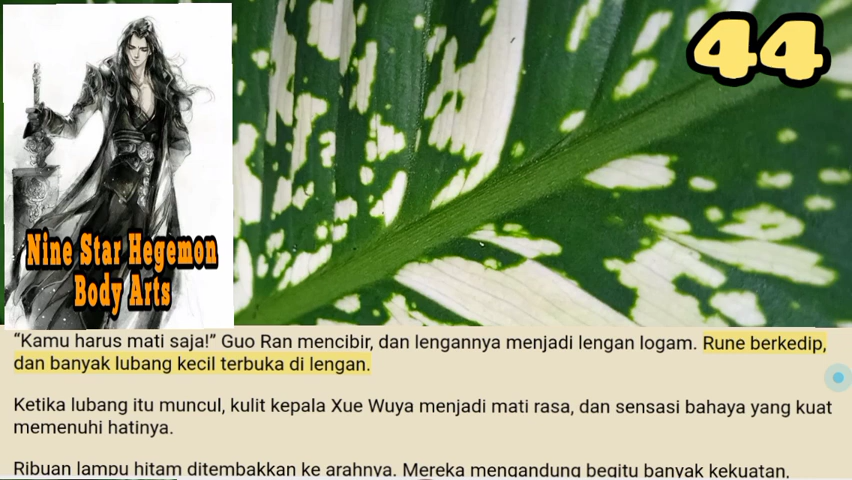 44
Nine Star Hegemon
Body Arts
“Kamu harus mati saja!” Guo Ran mencibir, dan lengannya menjadi lengan logam. Rune berkedip,
dan banyak lubang kecil terbuka di lengan.
Ketika lubang itu muncul, kulit kepala Xue Wuya menjadi mati rasa, dan sensasi bahaya yang kuat
memenuhi hatinya.
Ribuan lampu hitam ditembakkan ke arahnya. Mereka mengandung begitu banyak kekuatan,